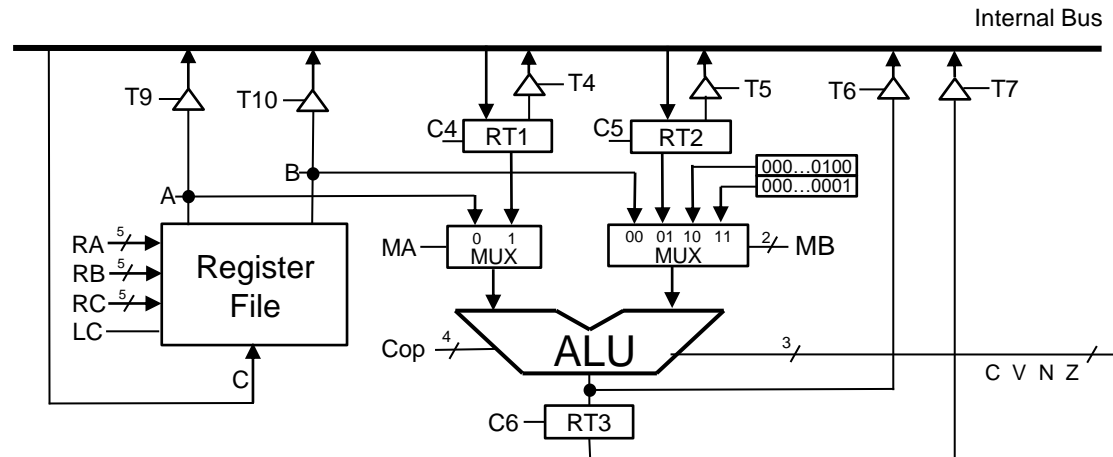 Internal Bus
T9
T10
T4
T5
T6
T7
C4
RT1
C5
RT2
000...0100
000...0001
B
A
RA
5
RB
5
RC
5
LC
Register
File
C
MA
0 1
MUX
00 01 10 11
MUX
2
MB
Cop
4
ALU
3
C V N Z
C6
RT3